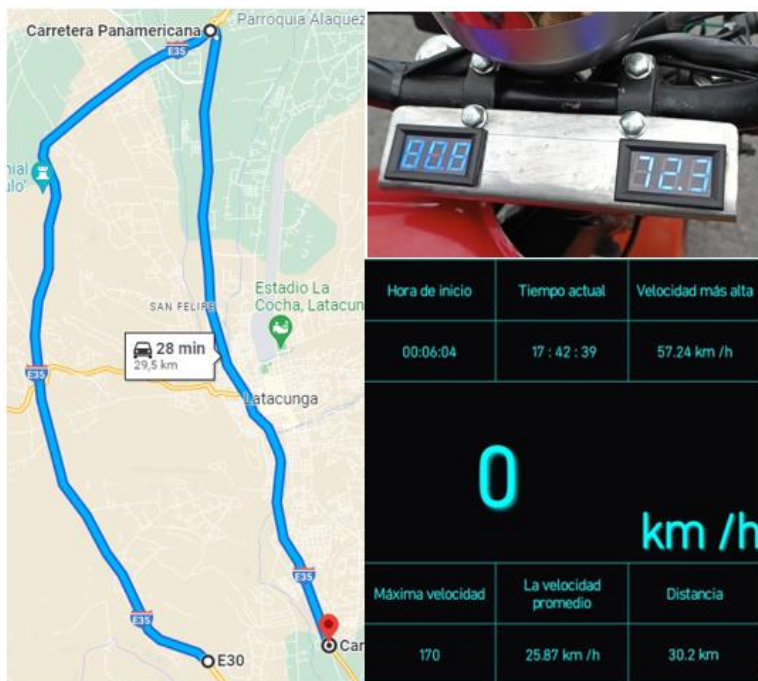 Parroquia Alaquez
Carretera Panamericana
E35
nial
ulo'
SAN FELIPE
Estadio La
Cocha, Latacun
28 min
29,5 km
E35
Latacunga
E35
E35
E30
Car
80.8
72.3
Hora de inicio
Tiempo actual
Velocidad más alta
00:06:04
17 : 42 : 39
57.24 km /h
0
km /h
Máxima velocidad
La velocidad
promedio
Distancia
170
25.87 km /h
30.2 km